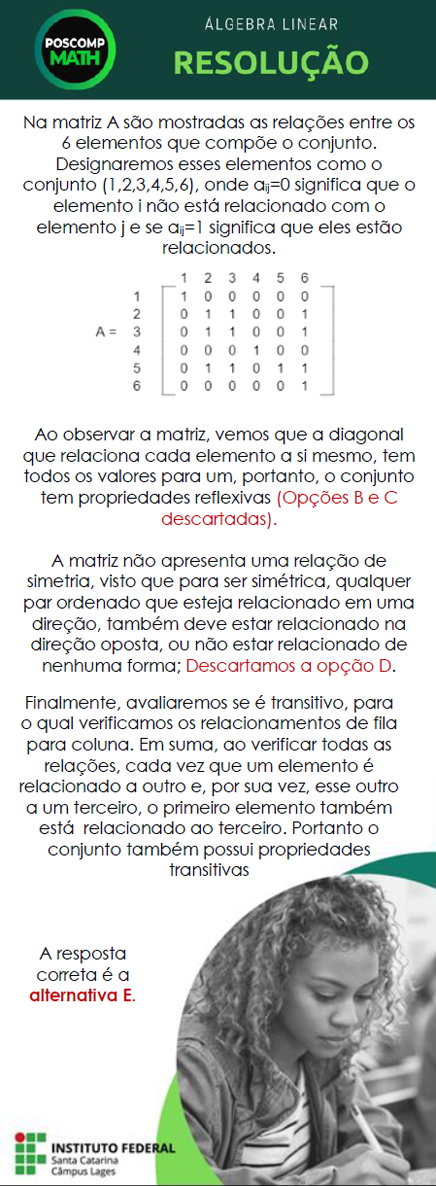 POSCOMP
MATH
ÁLGEBRA LINEAR
RESOLUÇÃO
Na matriz A são mostradas as relações entre os
6 elementos que compõe o conjunto.
Designaremos esses elementos como o
conjunto (1,2,3,4,5,6), onde aᵢⱼ=0 significa que o
elemento i não está relacionado com o
elemento j e se aᵢⱼ=1 significa que eles estão
relacionados.
1 2 3 4 5 6
1 1 0 0 0 0 0
2 0 1 1 0 0 1
A = 3 0 1 1 0 0 1
4 0 0 0 1 0 0
5 0 1 1 0 1 1
6 0 0 0 0 0 1
Ao observar a matriz, vemos que a diagonal
que relaciona cada elemento a si mesmo, tem
todos os valores para um, portanto, o conjunto
tem propriedades reflexivas (Opções B e C
descartadas).
A matriz não apresenta uma relação de
simetria, visto que para ser simétrica, qualquer
par ordenado que esteja relacionado em uma
direção, também deve estar relacionado na
direção oposta, ou não estar relacionado de
nenhuma forma; Descartamos a opção D.
Finalmente, avaliaremos se é transitivo, para
o qual verificamos os relacionamentos de fila
para coluna. Em suma, ao verificar todas as
relações, cada vez que um elemento é
relacionado a outro e, por sua vez, esse outro
a um terceiro, o primeiro elemento também
está relacionado ao terceiro. Portanto o
conjunto também possui propriedades
transitivas
A resposta
correta é a
alternativa E.
INSTITUTO FEDERAL
Santa Catarina
Câmpus Lages